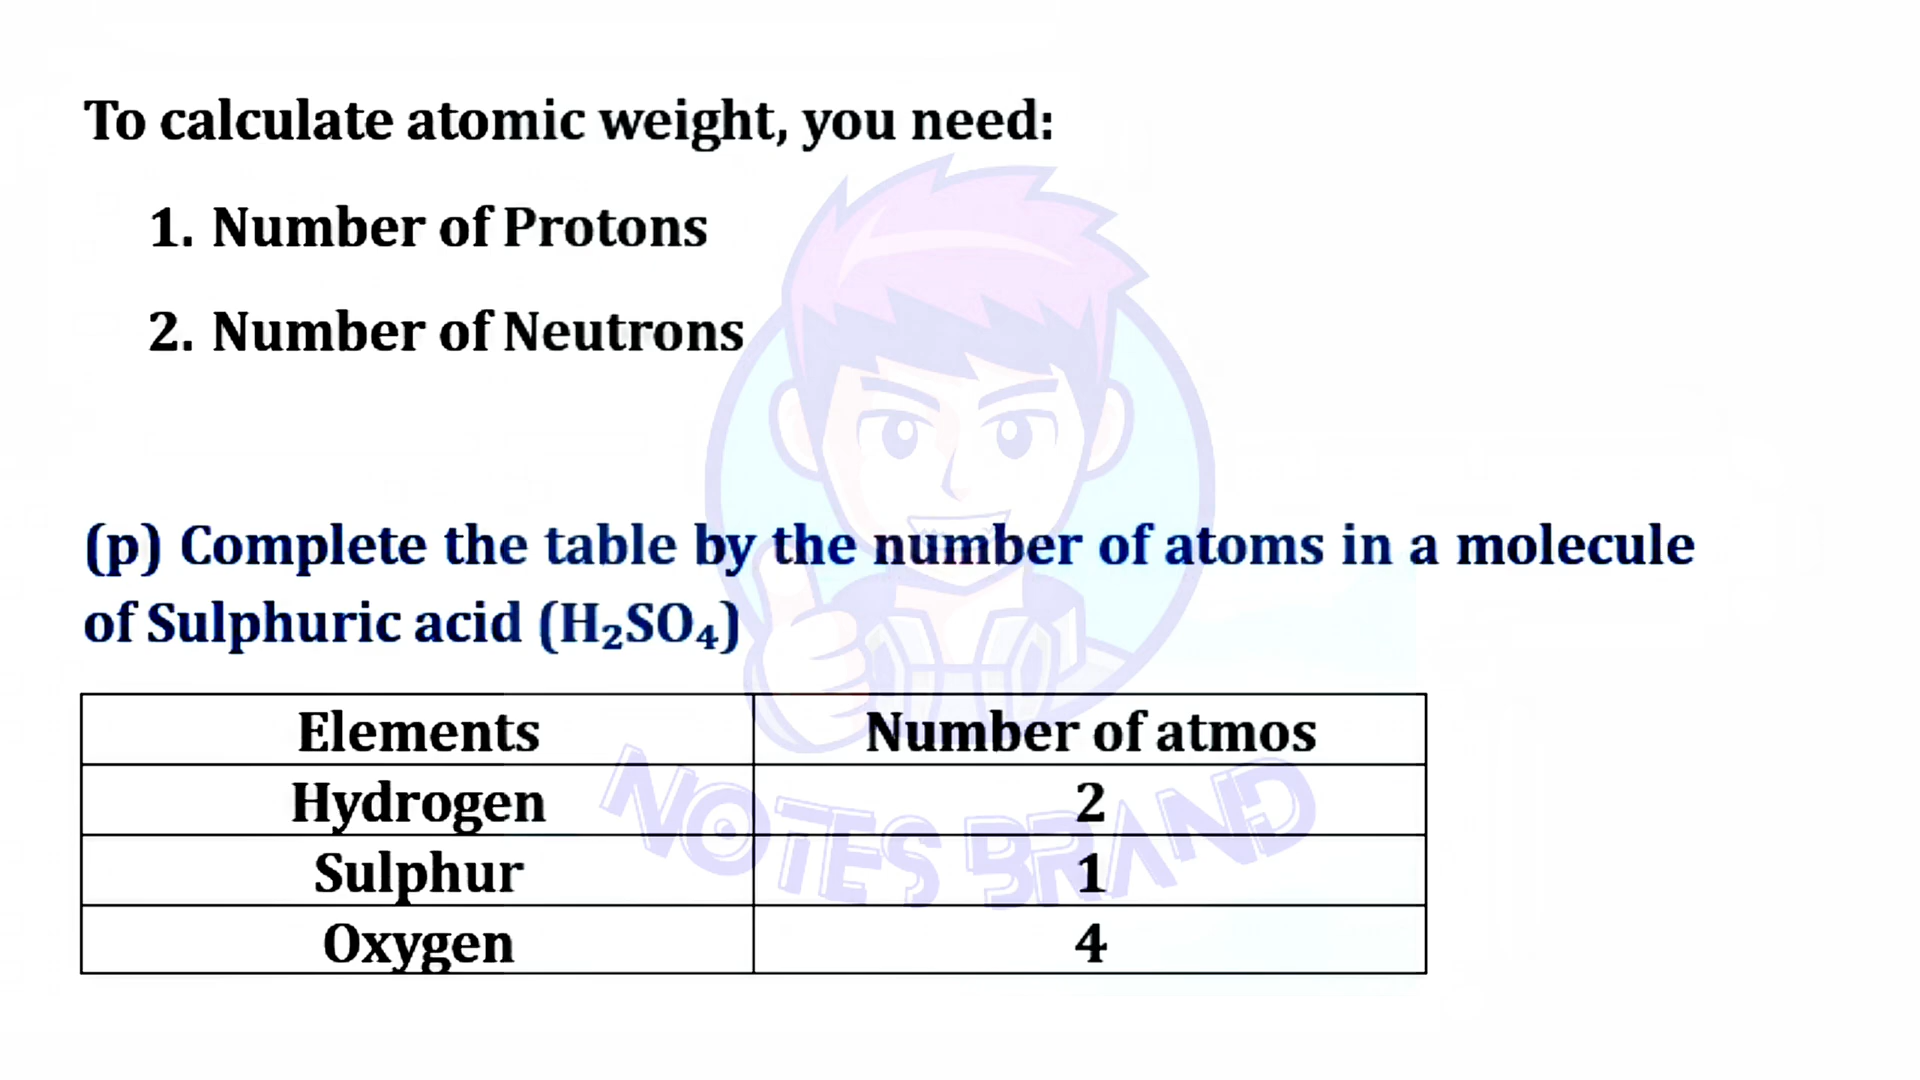 To calculate atomic weight, you need:
1. Number of Protons
2. Number of Neutrons
(p) Complete the table by the number of atoms in a molecule
of Sulphuric acid (H₂SO₄)
Elements Number of atmos
Hydrogen 2
Sulphur 1
Oxygen 4
NOTES BRAND